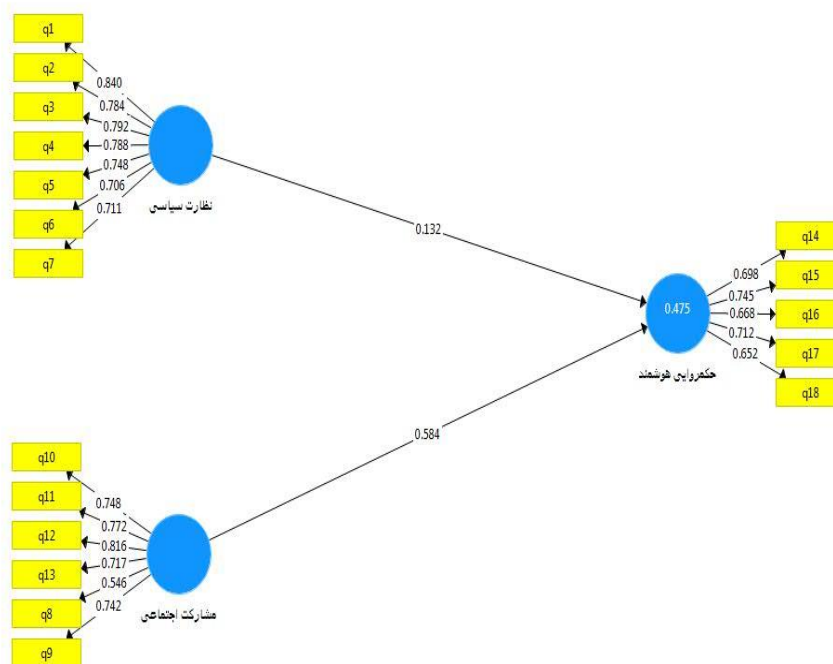 q1
q2
q3
q4
q5
q6
q7
0.840
0.784
0.792
0.788
0.748
0.706
0.711
نظارت سیاسی
0.132
q14
q15
q16
q17
q18
0.698
0.745
0.668
0.712
0.652
0.475
حکمروایی هوشمند
0.584
q10
q11
q12
q13
q8
q9
0.748
0.772
0.816
0.717
0.546
0.742
مشارکت اجتماعی